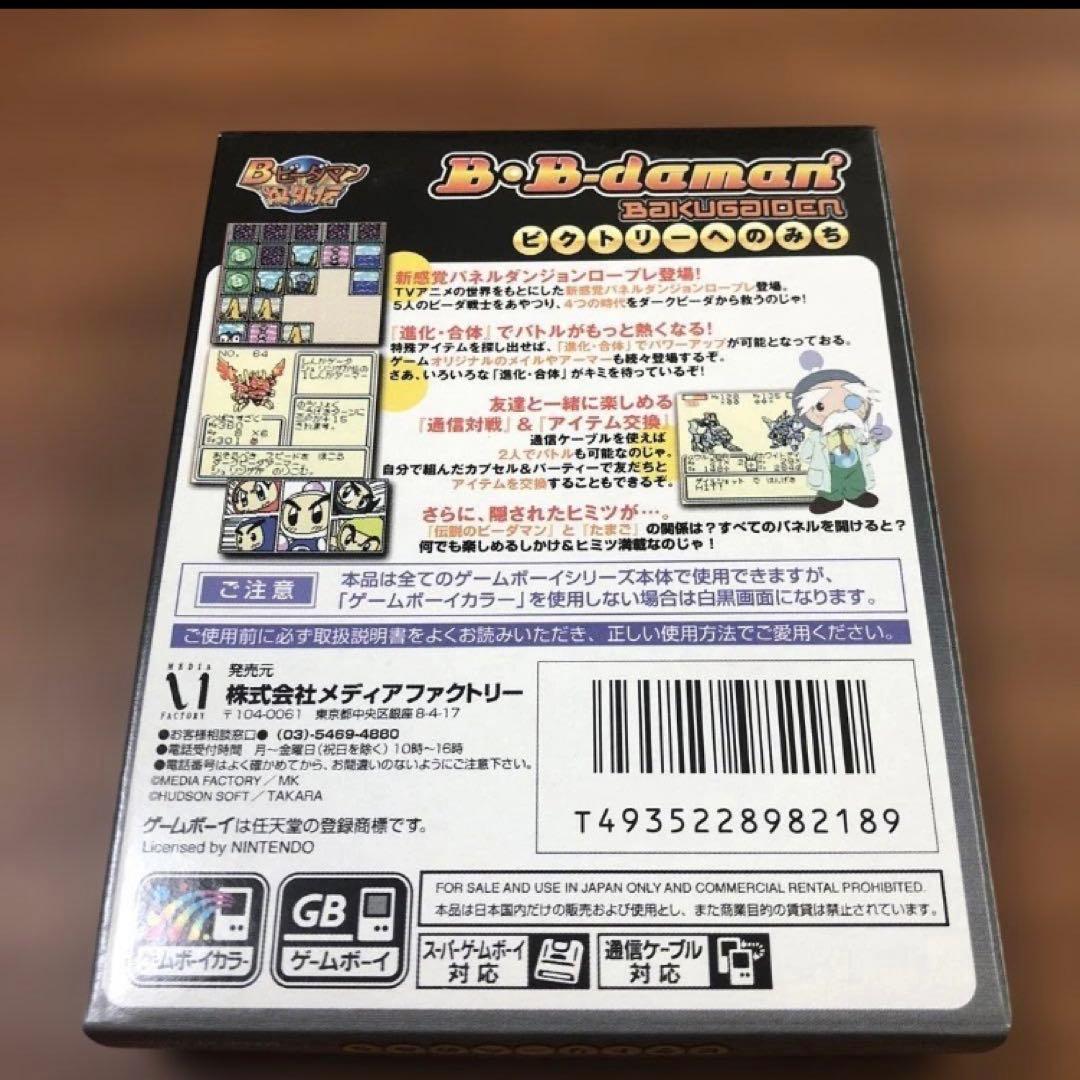 Bビーダマン
爆外伝
B・B-daman
BAKUGAIDEN
ビクトリーへのみち
新感覚パネルダンジョンロープレ登場!
TVアニメの世界をもとにした新感覚パネルダンジョンロープレ登場。
5人のビーダ戦士をあやつり、4つの時代をダークビーダから救うのじゃ!
『進化・合体』でバトルがもっと熱くなる!
特殊アイテムを探し出せば、『進化・合体』でパワーアップが可能となっておる。
ゲームオリジナルのメイルやアーマーも続々登場するぞ。
さあ、いろいろな『進化・合体』がキミを待っているぞ!
NO. 64
友達と一緒に楽しめる
『通信対戦』&『アイテム交換』
通信ケーブルを使えば
2人でバトルも可能なのじゃ。
自分で組んだカプセル&パーティーで友だちと
アイテムを交換することもできるぞ。
さらに、隠されたヒミツが…。
『伝説のビーダマン』と『たまご』の関係は?すべてのパネルを開けると?
何でも楽しめるしかけ&ヒミツ満載なのじゃ!
ご注意
本品は全てのゲームボーイシリーズ本体で使用できますが、
「ゲームボーイカラー」を使用しない場合は白黒画面になります。
ご使用前に必ず取扱説明書をよくお読みいただき、正しい使用方法でご愛用ください。
MEDIA
FACTORY
発売元
株式会社メディアファクトリー
〒104-0061 東京都中央区銀座8-4-17
●お客様相談窓口● (03)-5469-4880
●電話受付時間 月〜金曜日(祝日を除く)10時〜16時
●電話番号はよく確かめてから、お間違いのないようにご注意下さい。
©MEDIA FACTORY/MK
©HUDSON SOFT/TAKARA
ゲームボーイは任天堂の登録商標です。
Licensed by NINTENDO
T4935228982189
ゲームボーイカラー
GB
ゲームボーイ
FOR SALE AND USE IN JAPAN ONLY AND COMMERCIAL RENTAL PROHIBITED.
本品は日本国内だけの販売および使用とし、また商業目的の賃貸は禁止されています。
スーパーゲームボーイ
対応
通信ケーブル
対応